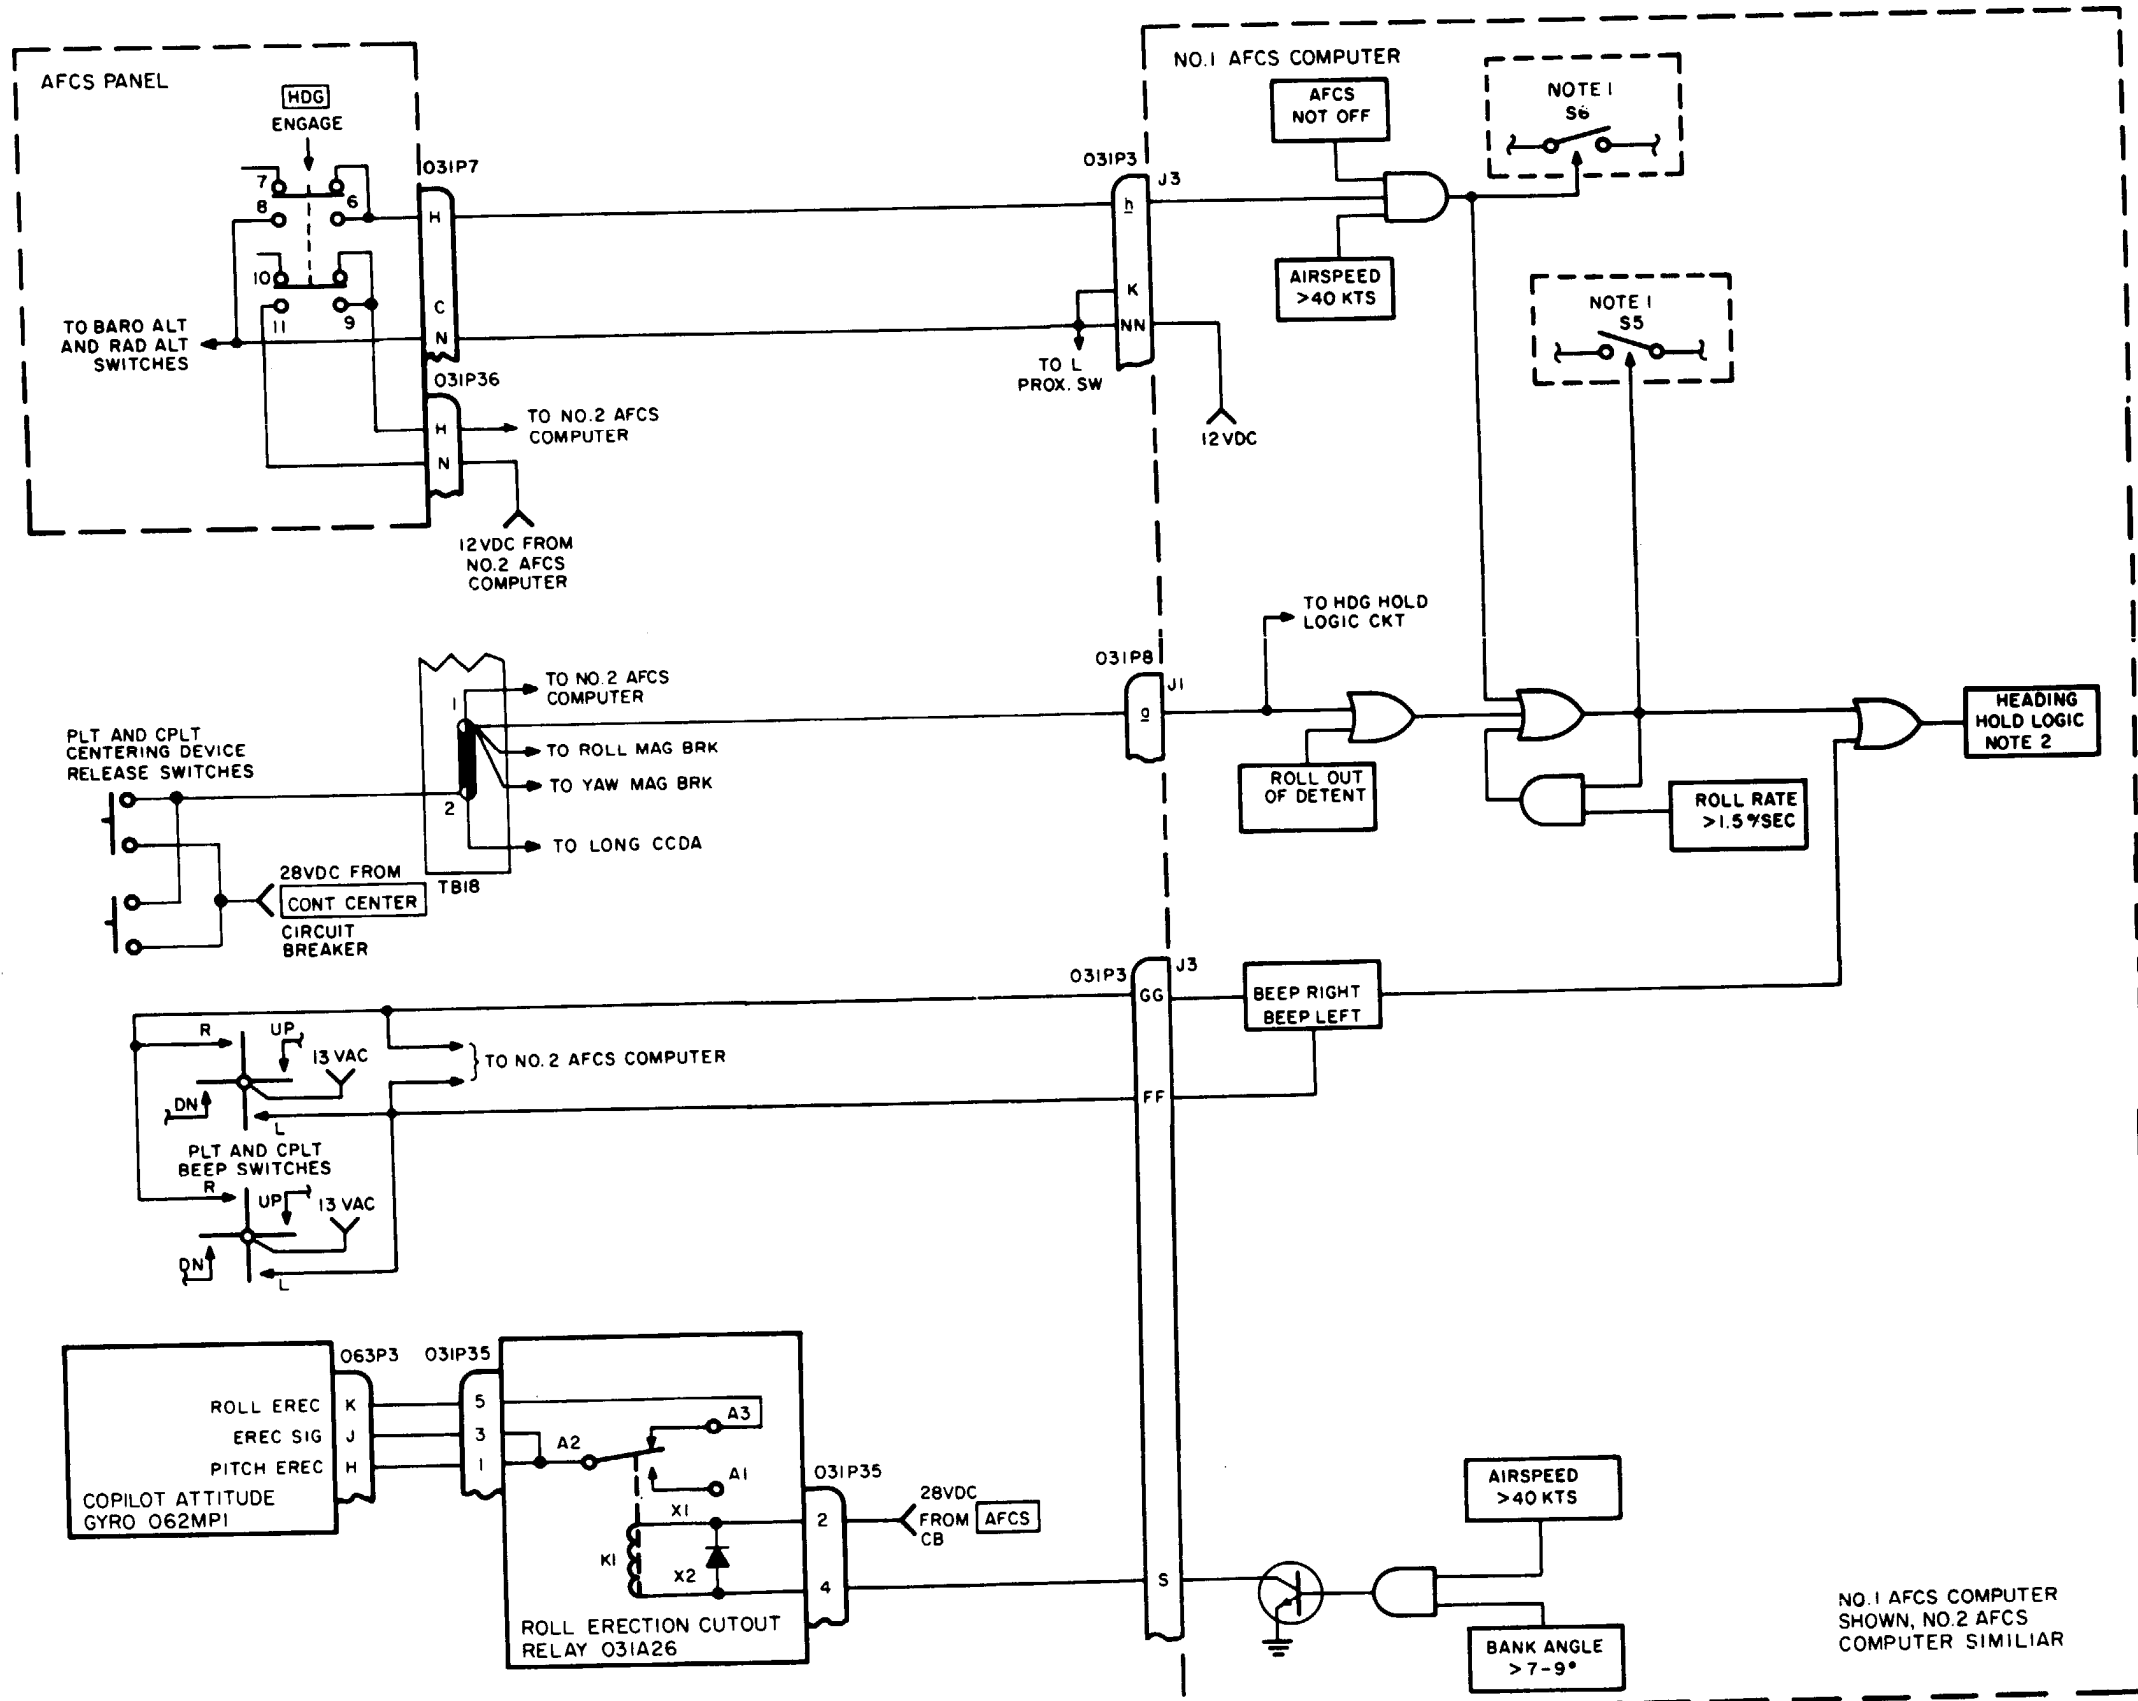 AFCS PANEL
HDG
ENGAGE
7
8
6
10
11
9
TO BARO ALT
AND RAD ALT
SWITCHES
031P7
H
C
N
031P36
H
N
TO NO.2 AFCS
COMPUTER
12VDC FROM
NO.2 AFCS
COMPUTER
031P3
J3
h
K
NN
TO L
PROX. SW
12VDC
NO.1 AFCS COMPUTER
AFCS
NOT OFF
AIRSPEED
>40 KTS
NOTE 1
S6
NOTE 1
S5
TO HDG HOLD
LOGIC CKT
031P8
J1
g
ROLL OUT
OF DETENT
ROLL RATE
>1.5°/SEC
HEADING
HOLD LOGIC
NOTE 2
PLT AND CPLT
CENTERING DEVICE
RELEASE SWITCHES
28VDC FROM
CONT CENTER
CIRCUIT
BREAKER
1
2
TB18
TO NO.2 AFCS
COMPUTER
TO ROLL MAG BRK
TO YAW MAG BRK
TO LONG CCDA
R
UP
13 VAC
DN
L
TO NO.2 AFCS COMPUTER
PLT AND CPLT
BEEP SWITCHES
R
UP
13 VAC
DN
L
031P3
J3
GG
FF
S
BEEP RIGHT
BEEP LEFT
ROLL EREC
EREC SIG
PITCH EREC
COPILOT ATTITUDE
GYRO 062MP1
063P3
K
J
H
031P35
5
3
1
A2
A3
A1
X1
K1
X2
ROLL ERECTION CUTOUT
RELAY 031A26
031P35
2
4
28VDC
FROM AFCS
CB
AIRSPEED
>40 KTS
BANK ANGLE
>7-9°
NO.1 AFCS COMPUTER
SHOWN, NO.2 AFCS
COMPUTER SIMILIAR